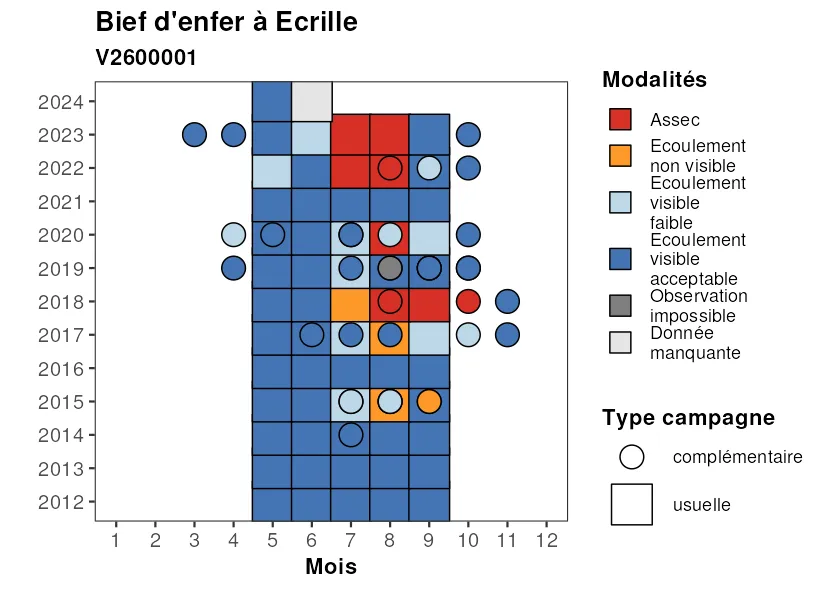 Bief d'enfer à Ecrille
V2600001
2024
2023
2022
2021
2020
2019
2018
2017
2016
2015
2014
2013
2012
1 2 3 4 5 6 7 8 9 10 11 12
Mois
Modalités
Assec
Ecoulement
non visible
Ecoulement
visible
faible
Ecoulement
visible
acceptable
Observation
impossible
Donnée
manquante
Type campagne
complémentaire
usuelle